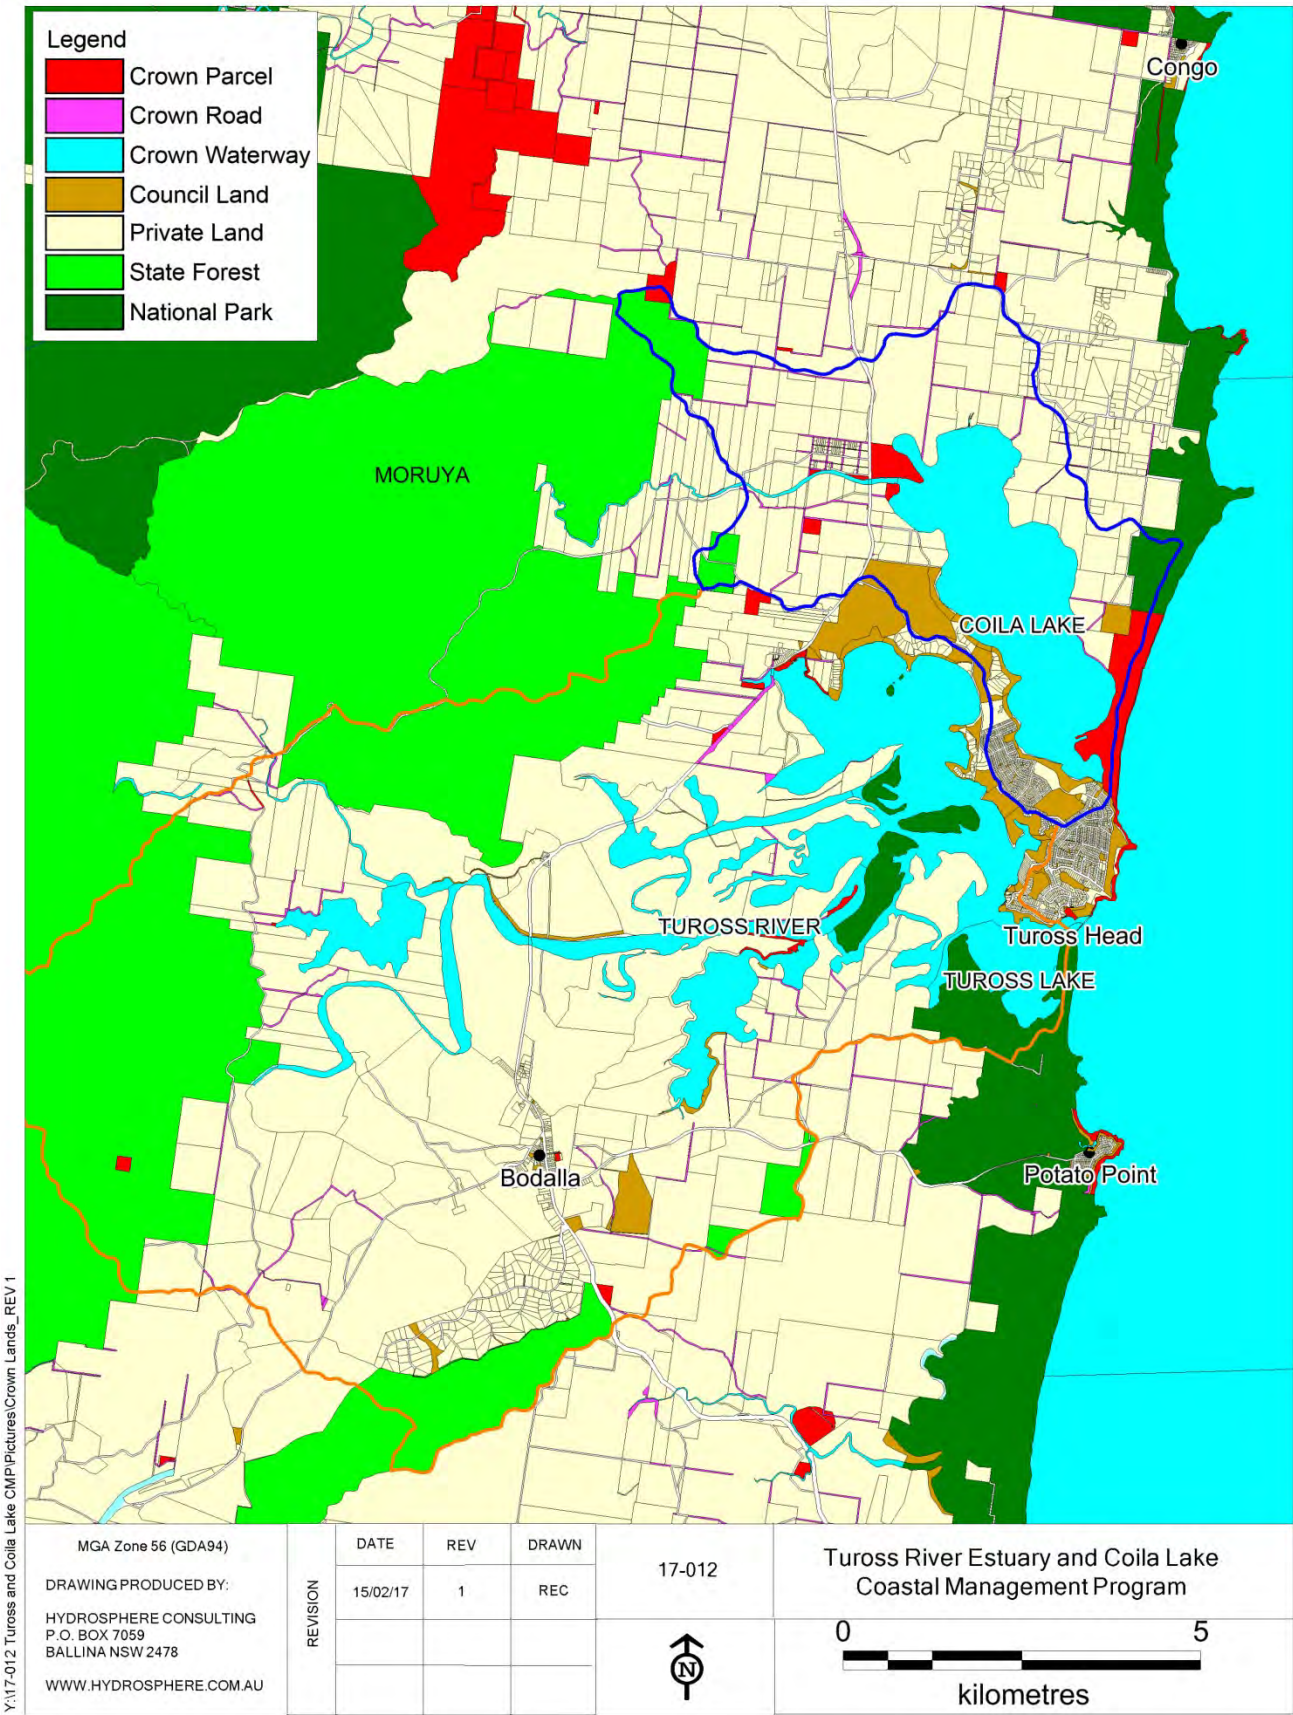 Legend
Crown Parcel
Crown Road
Crown Waterway
Council Land
Private Land
State Forest
National Park
Congo
MORUYA
COILA LAKE
TUROSS RIVER
Tuross Head
TUROSS LAKE
Bodalla
Potato Point
Y:\17-012 Tuross and Coila Lake CMP\Pictures\Crown Lands_REV 1
MGA Zone 56 (GDA94)
DRAWING PRODUCED BY:
HYDROSPHERE CONSULTING
P.O. BOX 7059
BALLINA NSW 2478
WWW.HYDROSPHERE.COM.AU
REVISION
DATE REV DRAWN
15/02/17 1 REC
17-012
N
Tuross River Estuary and Coila Lake
Coastal Management Program
0 5
kilometres